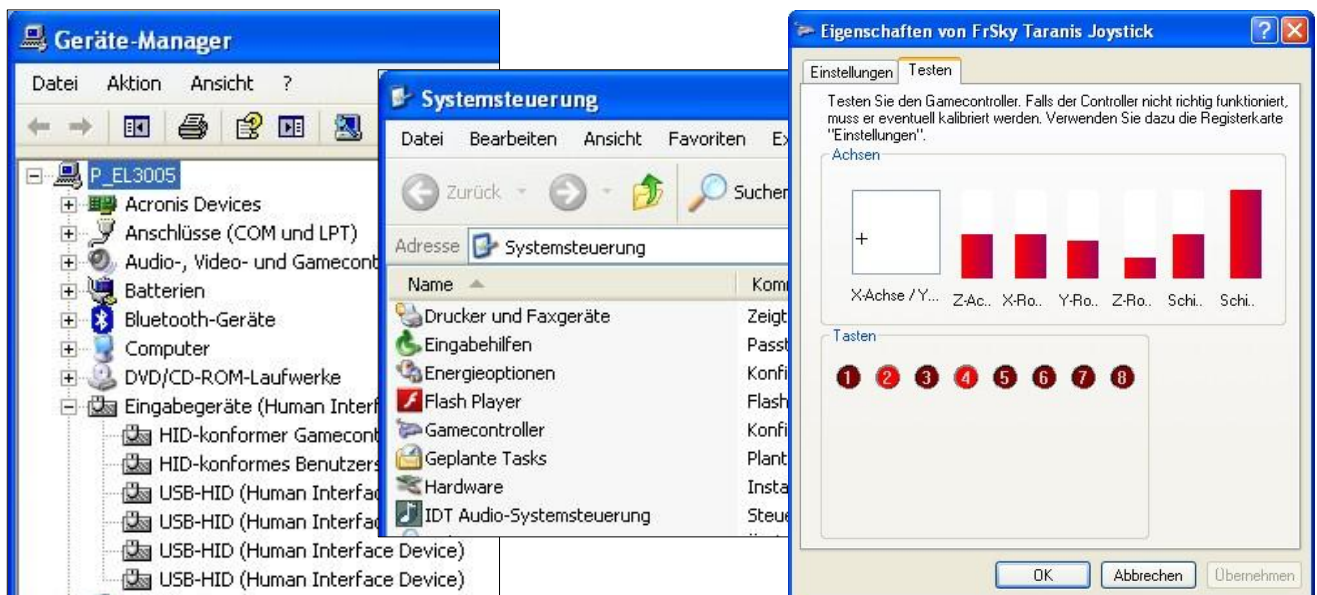 Geräte-Manager
Datei Aktion Ansicht ?
P_EL3005
Acronis Devices
Anschlüsse (COM und LPT)
Audio-, Video- und Gamecont
Batterien
Bluetooth-Geräte
Computer
DVD/CD-ROM-Laufwerke
Eingabegeräte (Human Interf
HID-konformer Gamecont
HID-konformes Benutzers
USB-HID (Human Interfac
USB-HID (Human Interfac
USB-HID (Human Interface Device)
USB-HID (Human Interface Device)
Systemsteuerung
Datei Bearbeiten Ansicht Favoriten Ex
Zurück Suchen
Adresse Systemsteuerung
Name Komm
Drucker und Faxgeräte Zeigt
Eingabehilfen Passt
Energieoptionen Konfi
Flash Player Flash
Gamecontroller Konfi
Geplante Tasks Plant
Hardware Insta
IDT Audio-Systemsteuerung Steue
Eigenschaften von FrSky Taranis Joystick
Einstellungen Testen
Testen Sie den Gamecontroller. Falls der Controller nicht richtig funktioniert,
muss er eventuell kalibriert werden. Verwenden Sie dazu die Registerkarte
"Einstellungen".
Achsen
X-Achse / Y... Z-Ac.. X-Ro.. Y-Ro.. Z-Ro.. Schi.. Schi..
Tasten
1 2 3 4 5 6 7 8
OK Abbrechen Übernehmen